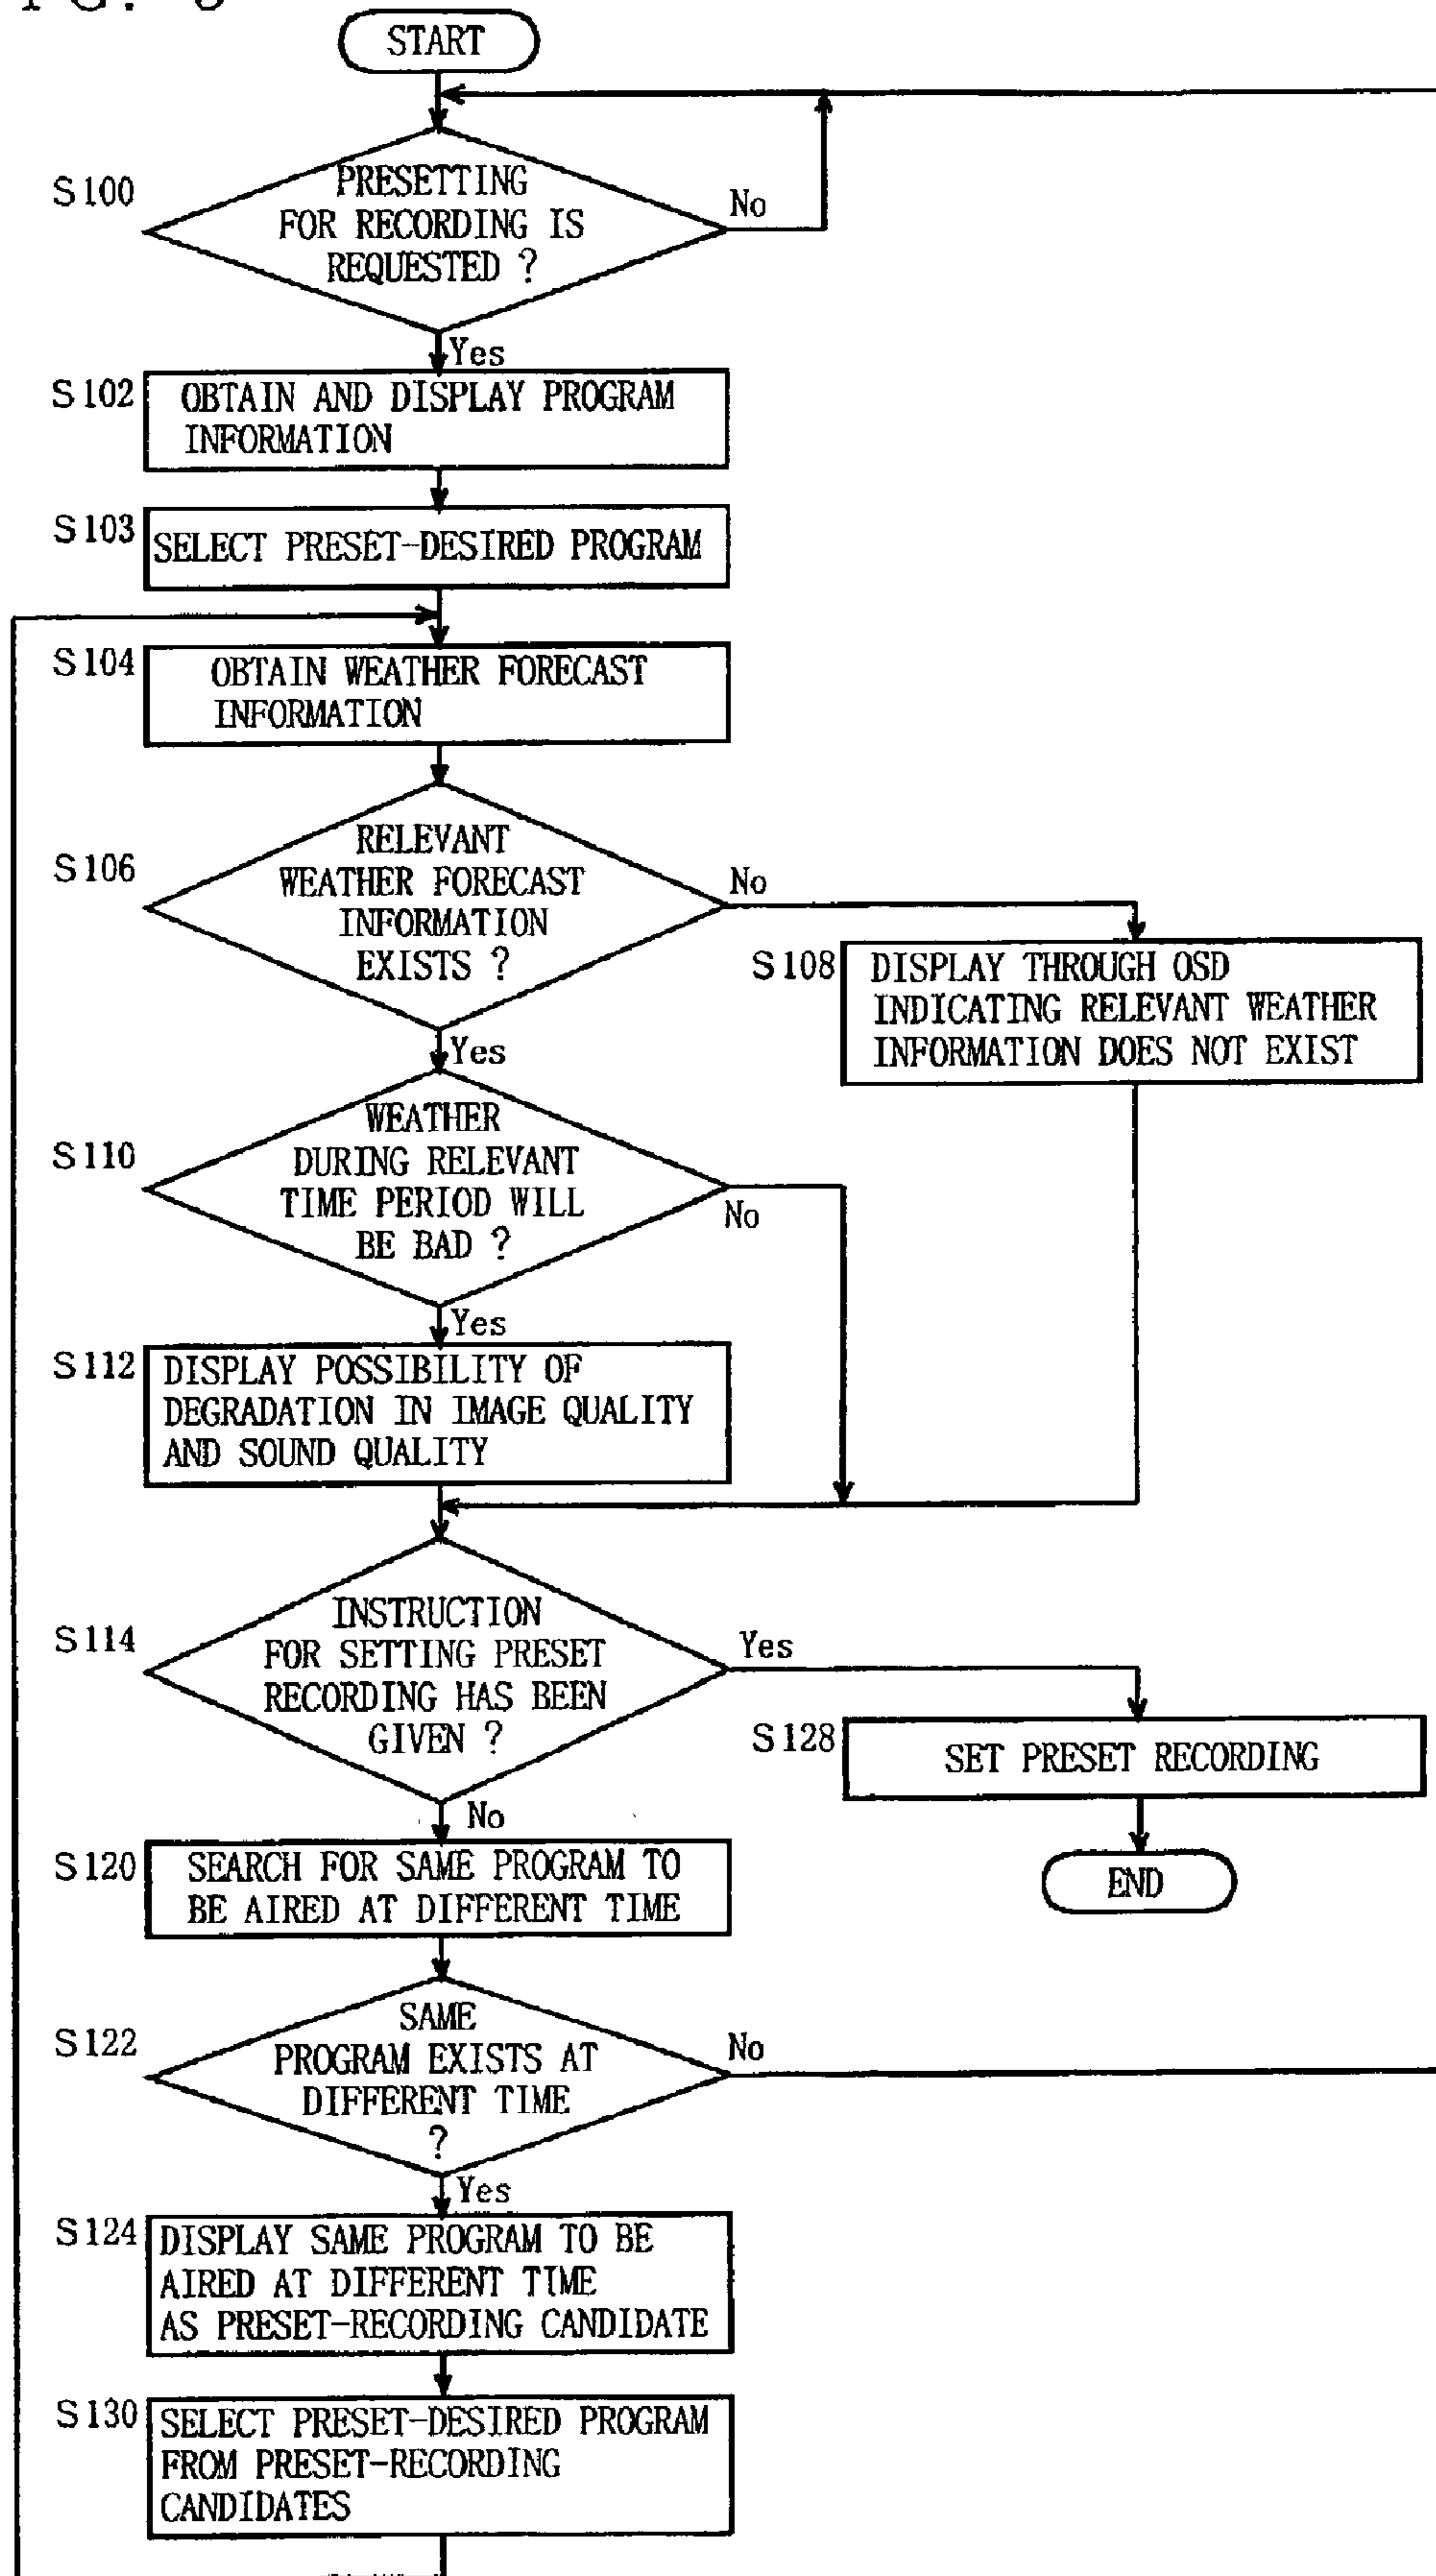 START
S100
PRESETTING
FOR RECORDING IS
REQUESTED ?
No
Yes
S102
OBTAIN AND DISPLAY PROGRAM
INFORMATION
S103
SELECT PRESET-DESIRED PROGRAM
S104
OBTAIN WEATHER FORECAST
INFORMATION
S106
RELEVANT
WEATHER FORECAST
INFORMATION
EXISTS ?
No
S108
DISPLAY THROUGH OSD
INDICATING RELEVANT WEATHER
INFORMATION DOES NOT EXIST
Yes
S110
WEATHER
DURING RELEVANT
TIME PERIOD WILL
BE BAD ?
No
Yes
S112
DISPLAY POSSIBILITY OF
DEGRADATION IN IMAGE QUALITY
AND SOUND QUALITY
S114
INSTRUCTION
FOR SETTING PRESET
RECORDING HAS BEEN
GIVEN ?
Yes
S128
SET PRESET RECORDING
END
No
S120
SEARCH FOR SAME PROGRAM TO
BE AIRED AT DIFFERENT TIME
S122
SAME
PROGRAM EXISTS AT
DIFFERENT TIME
?
No
Yes
S124
DISPLAY SAME PROGRAM TO BE
AIRED AT DIFFERENT TIME
AS PRESET-RECORDING CANDIDATE
S130
SELECT PRESET-DESIRED PROGRAM
FROM PRESET-RECORDING
CANDIDATES